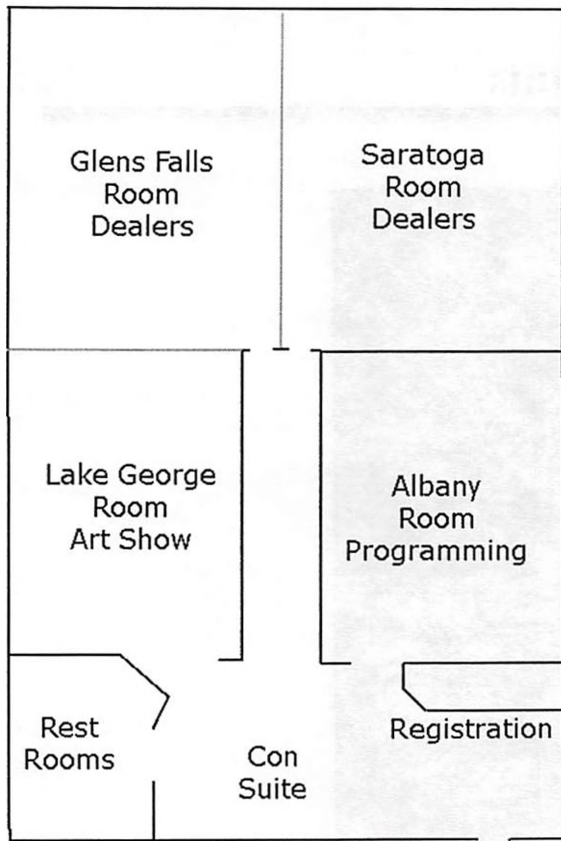 Glens Falls
Room
Dealers
Saratoga
Room
Dealers
Lake George
Room
Art Show
Albany
Room
Programming
Rest
Rooms
Con
Suite
Registration